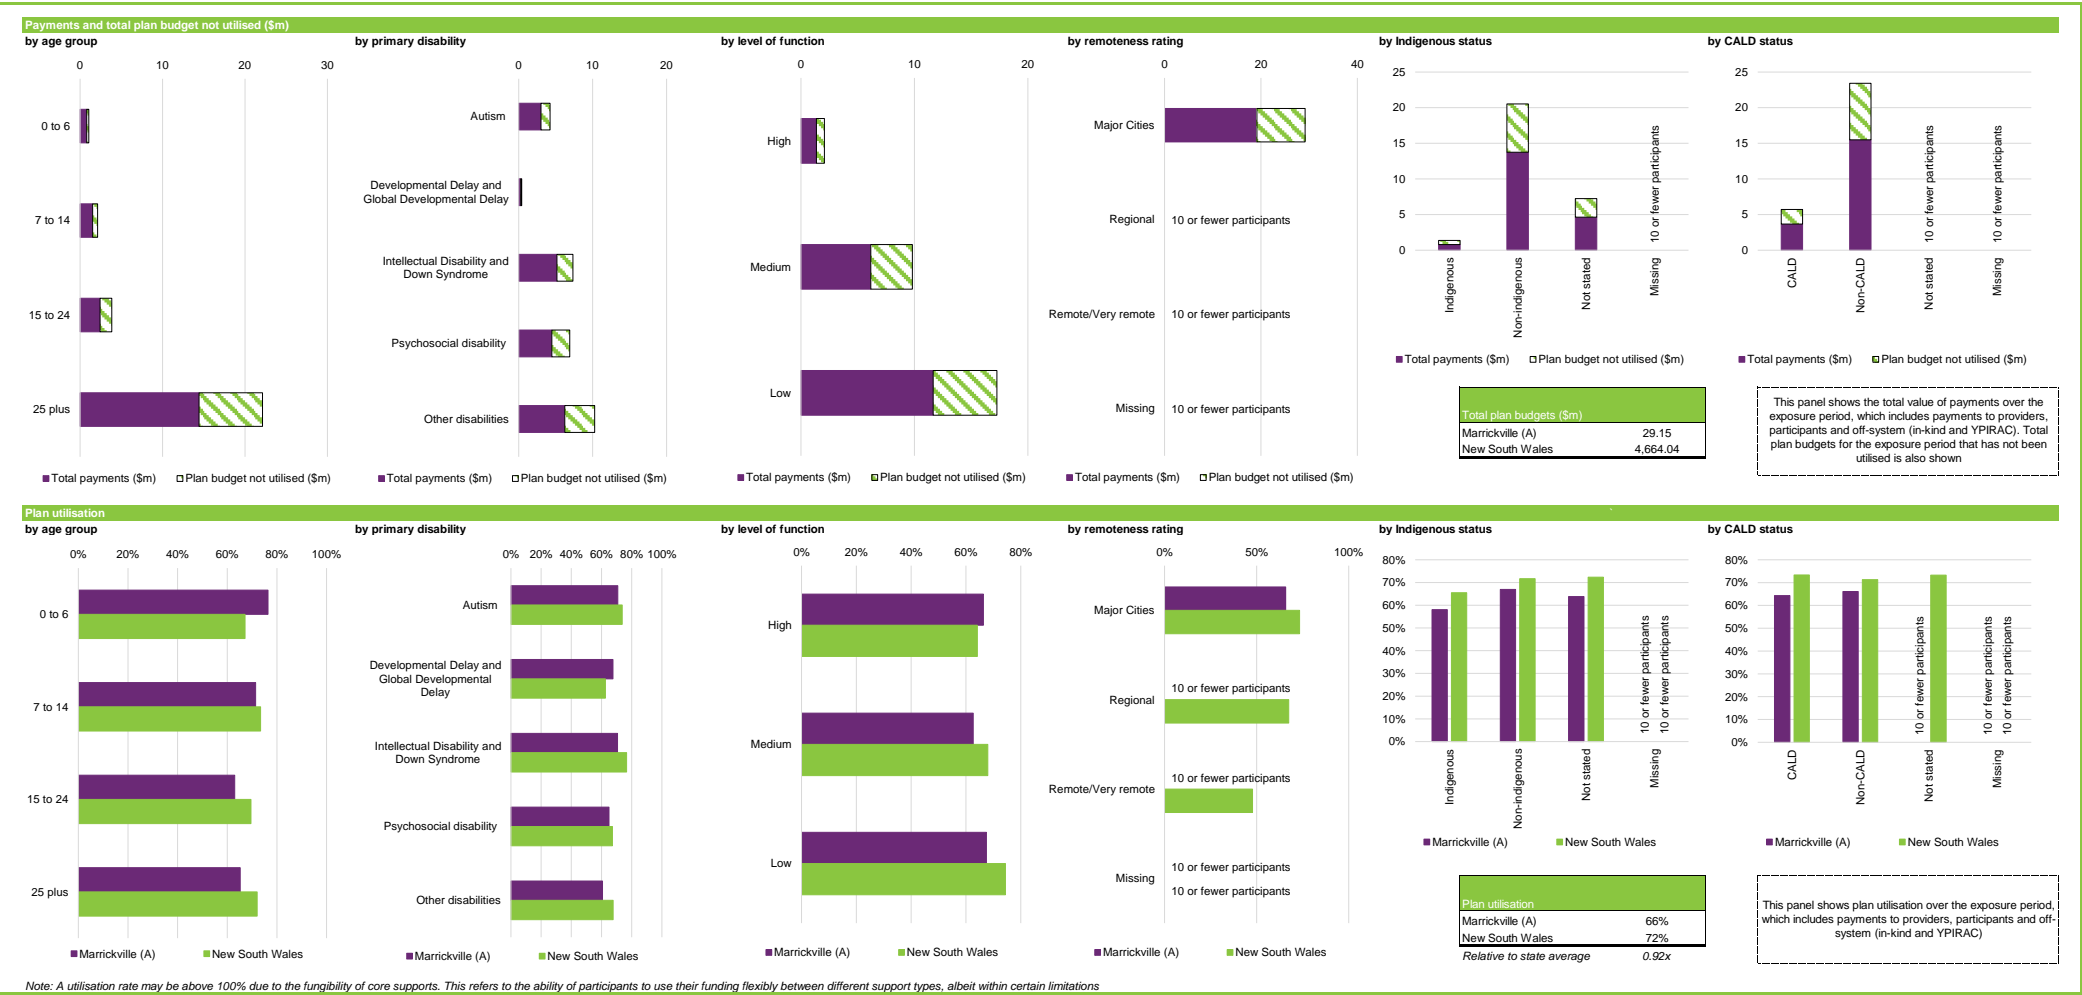 Payments and total plan budget not utilised ($m)
by age group
0 10 20 30
0 to 6
7 to 14
15 to 24
25 plus
Total payments ($m) Plan budget not utilised ($m)
by primary disability
0 10 20
Autism
Developmental Delay and
Global Developmental Delay
Intellectual Disability and
Down Syndrome
Psychosocial disability
Other disabilities
Total payments ($m) Plan budget not utilised ($m)
by level of function
0 10 20
High
Medium
Low
Total payments ($m) Plan budget not utilised ($m)
by remoteness rating
0 20 40
Major Cities
Regional 10 or fewer participants
Remote/Very remote 10 or fewer participants
Missing 10 or fewer participants
Total payments ($m) Plan budget not utilised ($m)
by Indigenous status
25
20
15
10
5
0
10 or fewer participants
Indigenous
Non-indigenous
Not stated
Missing
Total payments ($m) Plan budget not utilised ($m)
by CALD status
25
20
15
10
5
0
10 or fewer participants
10 or fewer participants
CALD
Non-CALD
Not stated
Missing
Total payments ($m) Plan budget not utilised ($m)
Total plan budgets ($m)
Marrickville (A) 29.15
New South Wales 4,664.04
This panel shows the total value of payments over the
exposure period, which includes payments to providers,
participants and off-system (in-kind and YPIRAC). Total
plan budgets for the exposure period that has not been
utilised is also shown
Plan utilisation
by age group
0% 20% 40% 60% 80% 100%
0 to 6
7 to 14
15 to 24
25 plus
Marrickville (A) New South Wales
by primary disability
0% 20% 40% 60% 80% 100%
Autism
Developmental Delay and
Global Developmental
Delay
Intellectual Disability and
Down Syndrome
Psychosocial disability
Other disabilities
Marrickville (A) New South Wales
by level of function
0% 20% 40% 60% 80%
High
Medium
Low
Marrickville (A) New South Wales
by remoteness rating
0% 50% 100%
Major Cities
10 or fewer participants
Regional
10 or fewer participants
Remote/Very remote
10 or fewer participants
Missing
10 or fewer participants
Marrickville (A) New South Wales
by Indigenous status
80%
70%
60%
50%
40%
30%
20%
10%
0%
10 or fewer participants
10 or fewer participants
Indigenous
Non-indigenous
Not stated
Missing
Marrickville (A) New South Wales
by CALD status
80%
70%
60%
50%
40%
30%
20%
10%
0%
10 or fewer participants
10 or fewer participants
10 or fewer participants
CALD
Non-CALD
Not stated
Missing
Marrickville (A) New South Wales
Plan utilisation
Marrickville (A) 66%
New South Wales 72%
Relative to state average 0.92x
This panel shows plan utilisation over the exposure period,
which includes payments to providers, participants and off-
system (in-kind and YPIRAC)
Note: A utilisation rate may be above 100% due to the fungibility of core supports. This refers to the ability of participants to use their funding flexibly between different support types, albeit within certain limitations